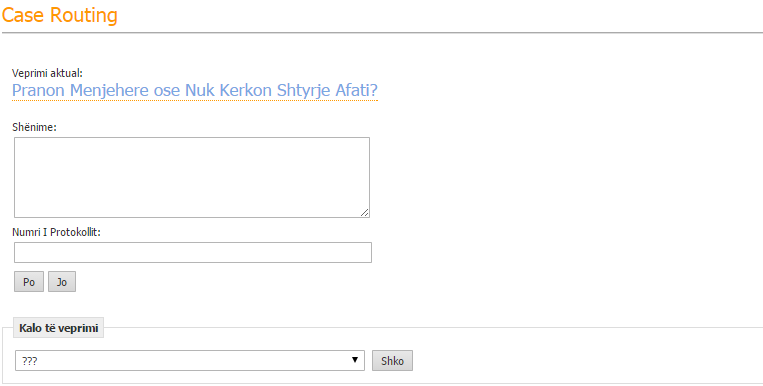 Case Routing
Veprimi aktual:
Pranon Menjehere ose Nuk Kerkon Shtyrje Afati?
Shënime:
Numri I Protokollit:
Po Jo
Kalo të veprimi
??? Shko